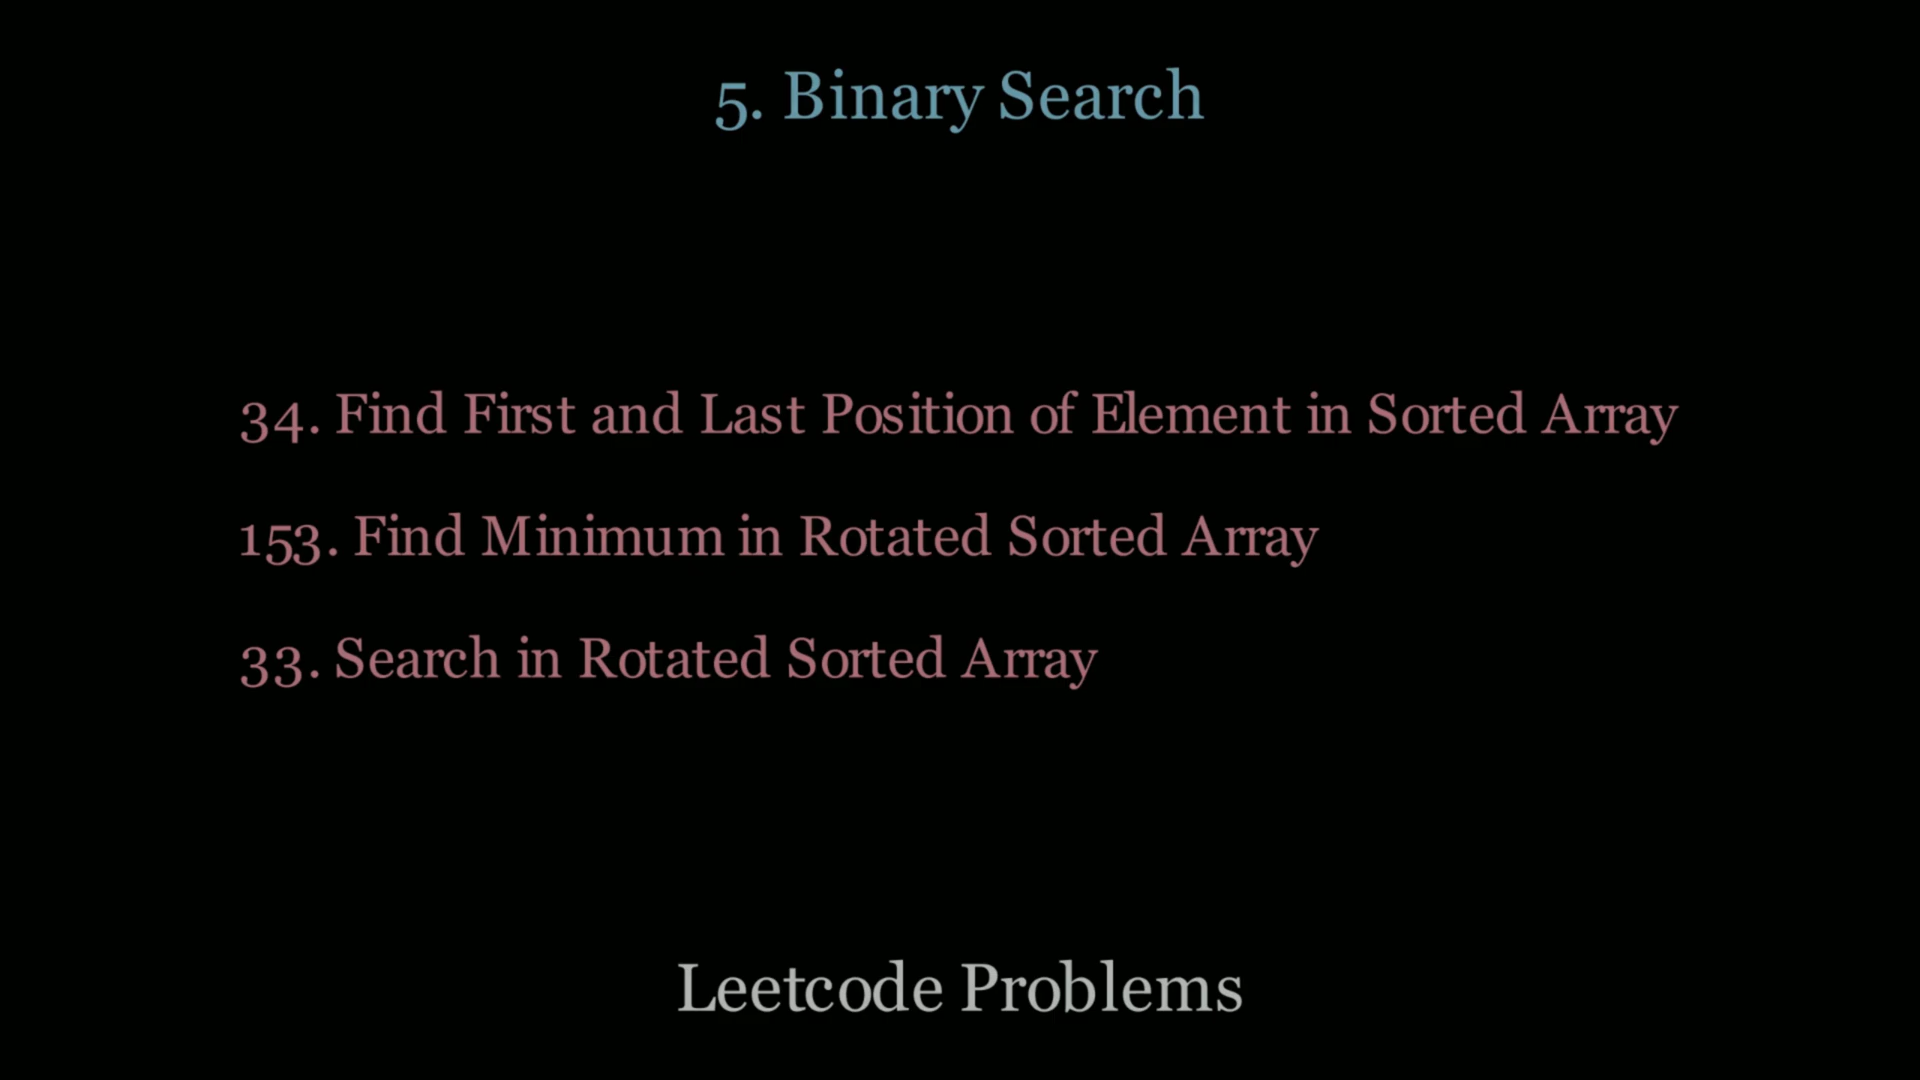 5. Binary Search
34. Find First and Last Position of Element in Sorted Array
153. Find Minimum in Rotated Sorted Array
33. Search in Rotated Sorted Array
Leetcode Problems